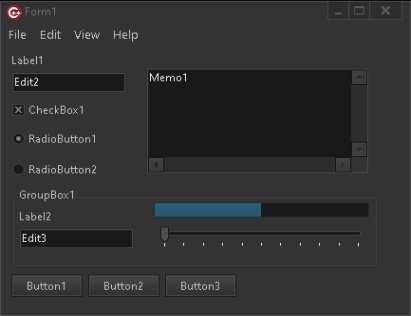 Form1
File Edit View Help
Label1
Edit2
Memo1
CheckBox1
RadioButton1
RadioButton2
GroupBox1
Label2
Edit3
Button1 Button2 Button3